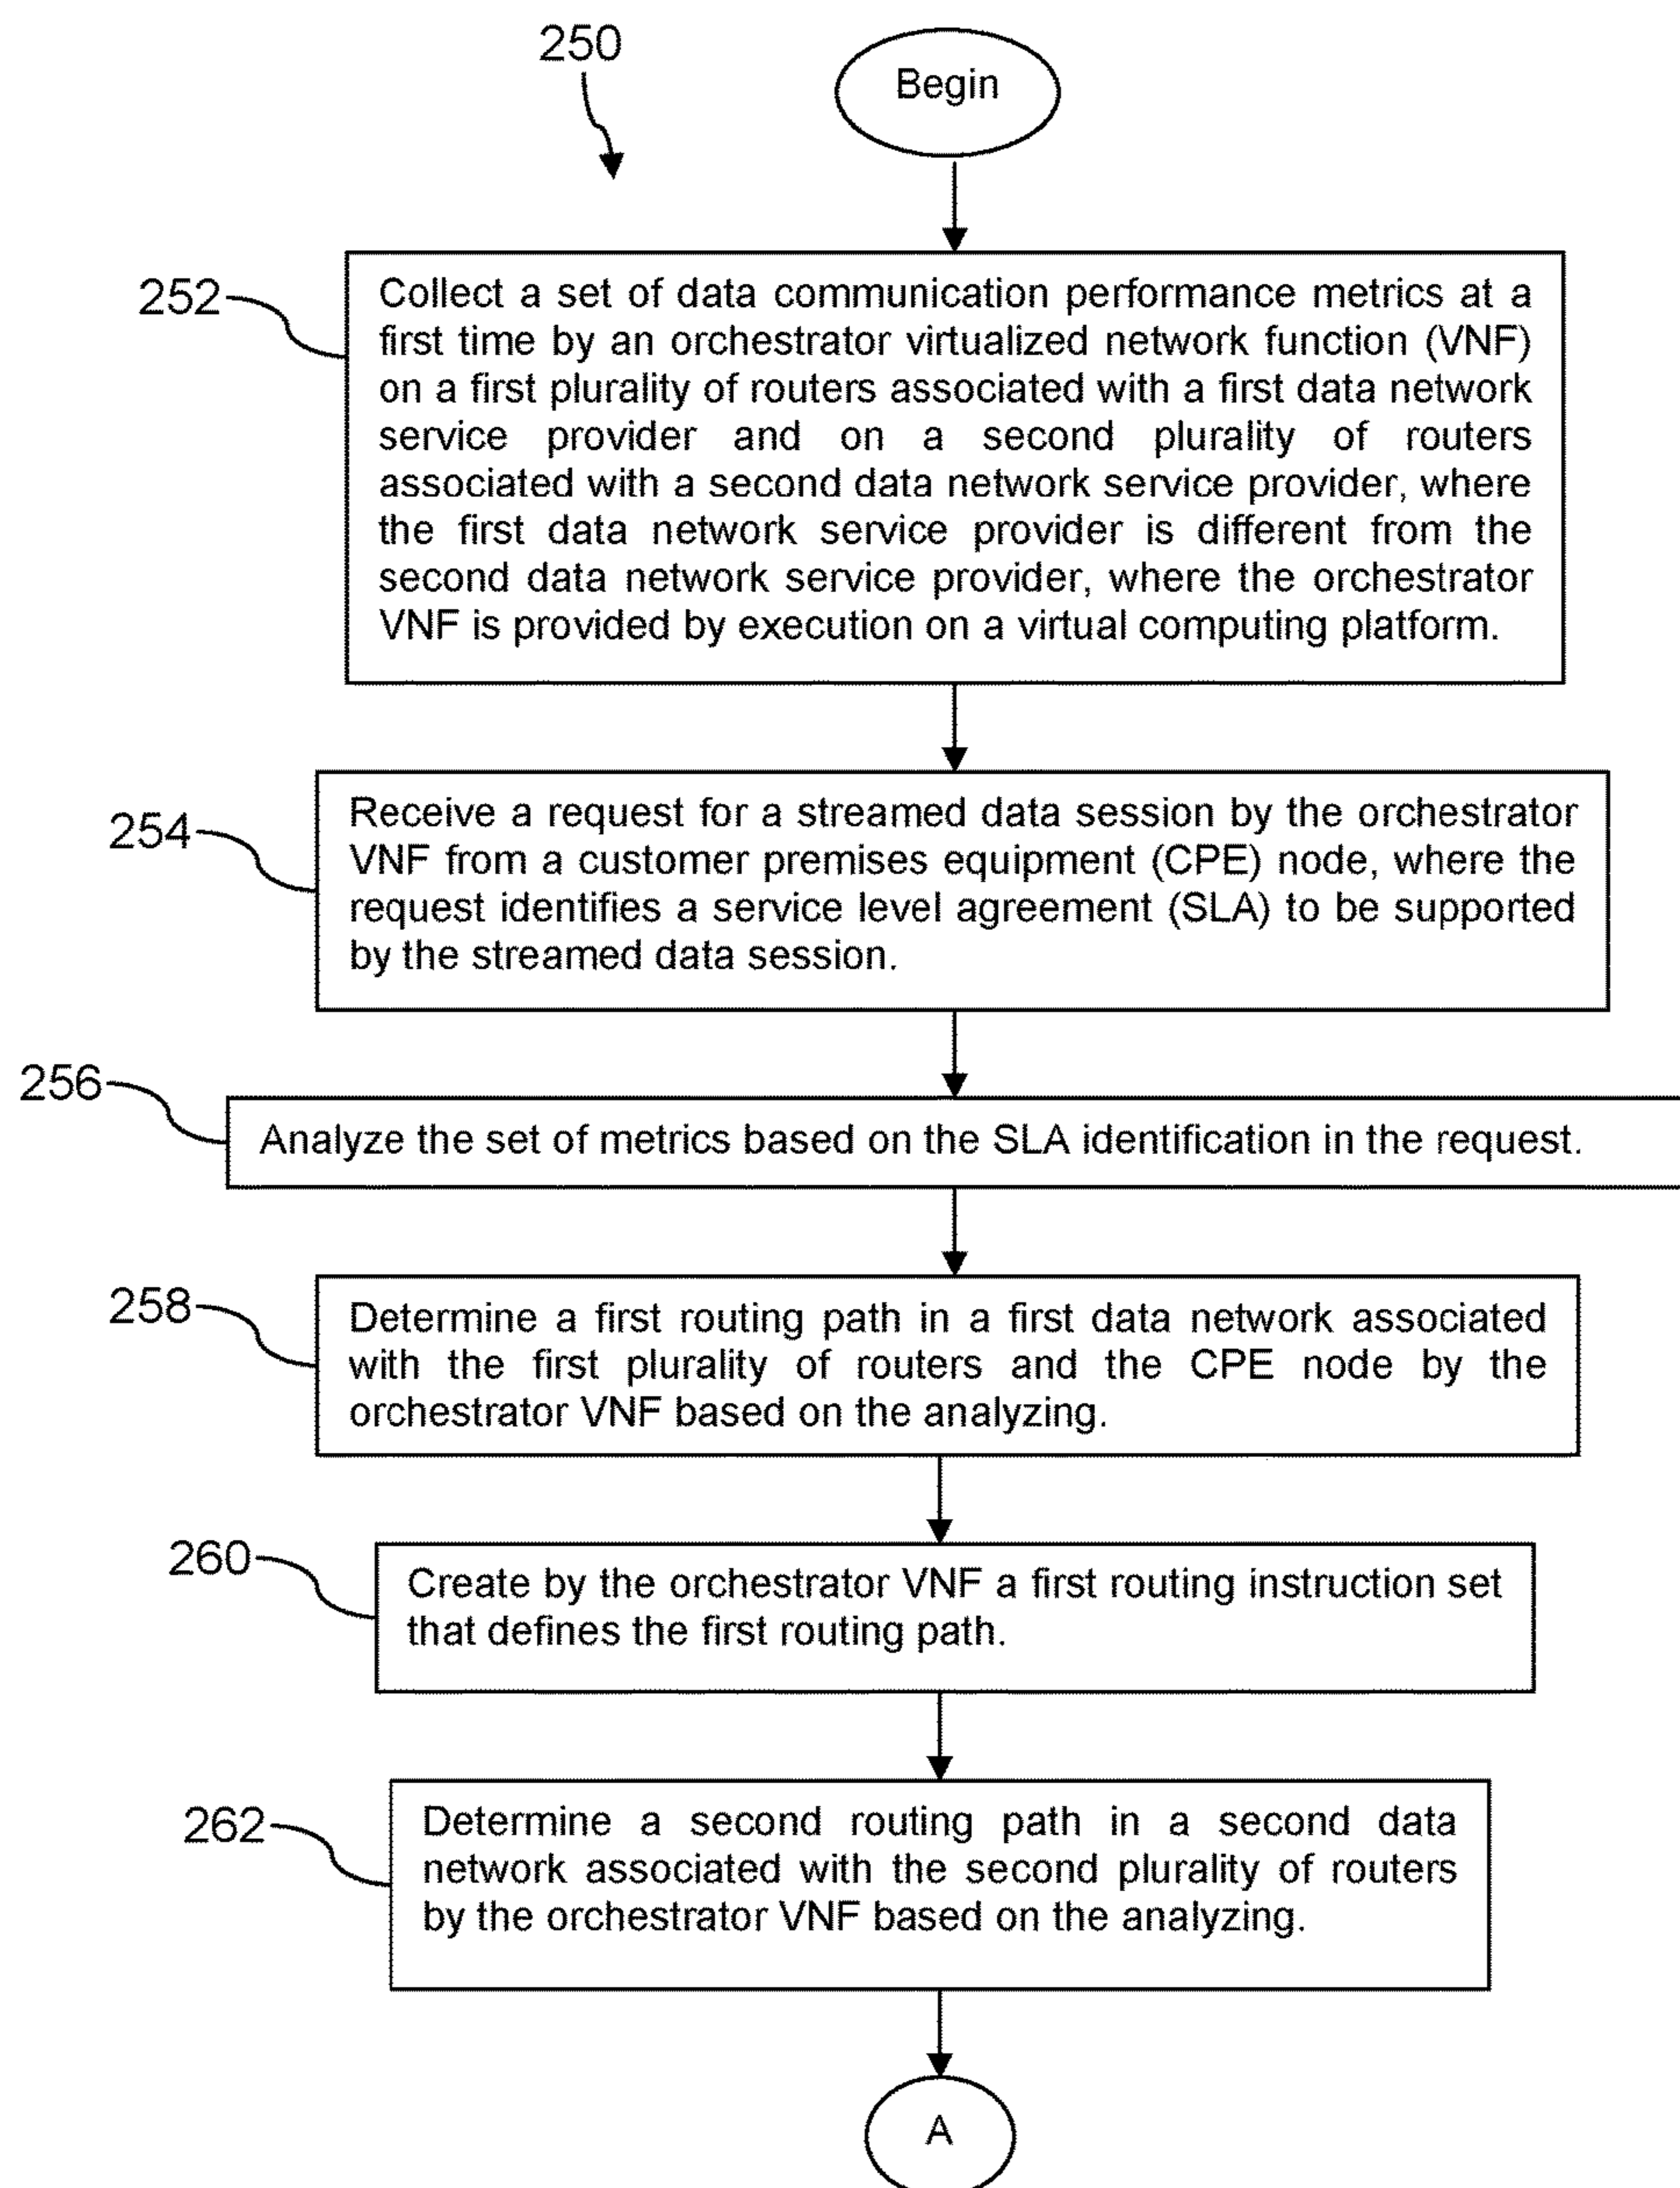 250
Begin
252
Collect a set of data communication performance metrics at a
first time by an orchestrator virtualized network function (VNF)
on a first plurality of routers associated with a first data network
service provider and on a second plurality of routers
associated with a second data network service provider, where
the first data network service provider is different from the
second data network service provider, where the orchestrator
VNF is provided by execution on a virtual computing platform.
254
Receive a request for a streamed data session by the orchestrator
VNF from a customer premises equipment (CPE) node, where the
request identifies a service level agreement (SLA) to be supported
by the streamed data session.
256
Analyze the set of metrics based on the SLA identification in the request.
258
Determine a first routing path in a first data network associated
with the first plurality of routers and the CPE node by the
orchestrator VNF based on the analyzing.
260
Create by the orchestrator VNF a first routing instruction set
that defines the first routing path.
262
Determine a second routing path in a second data
network associated with the second plurality of routers
by the orchestrator VNF based on the analyzing.
A